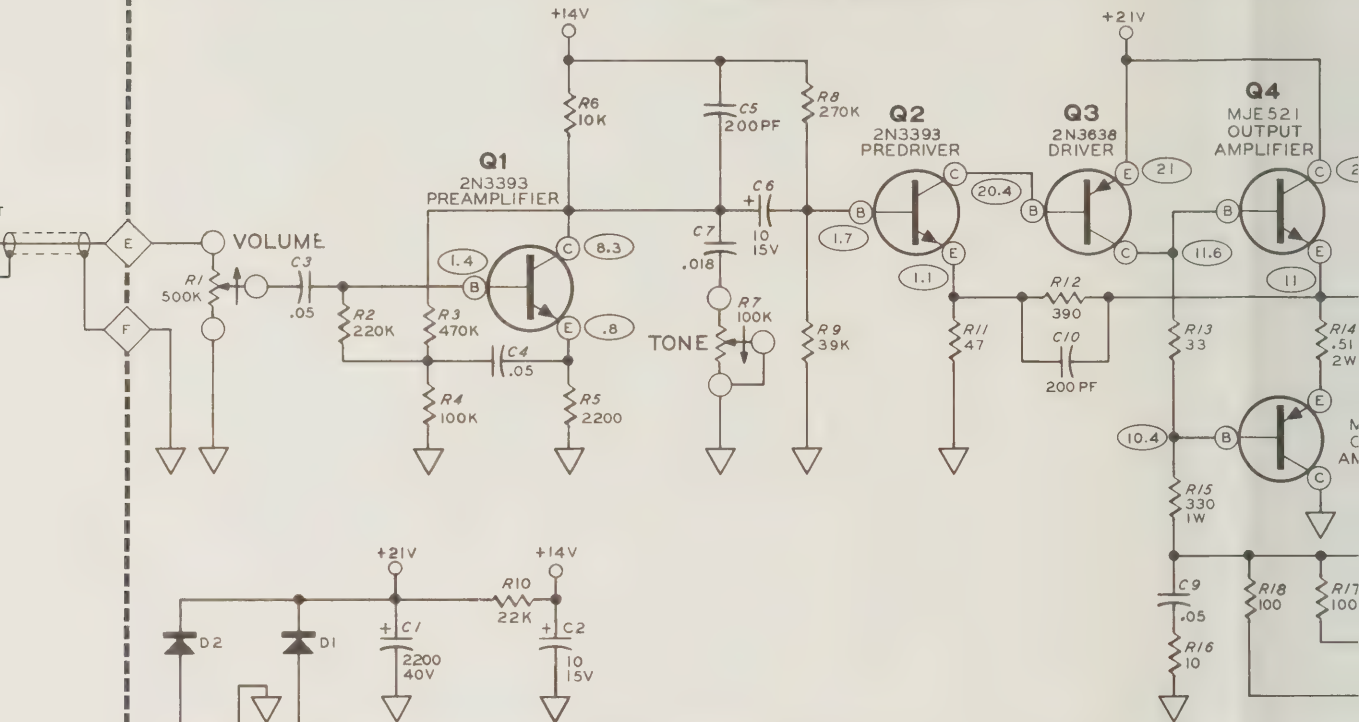 +14V
+21V
R6
10K
C5
200PF
R8
270K
Q1
2N3393
PREAMPLIFIER
Q2
2N3393
PREDRIVER
Q3
2N3638
DRIVER
Q4
MJE521
OUTPUT
AMPLIFIER
C
20.4
E
21
C
2
E
VOLUME
R1
500K
C3
.05
1.4
B
C
8.3
C6
+
10
15V
C7
.018
B
1.7
B
B
11.6
E
1.1
C
E
11
R2
220K
R3
470K
E
.8
R7
100K
TONE
R9
39K
R11
47
R12
390
C10
200 PF
R13
33
R14
.51
2W
F
C4
.05
R4
100K
R5
2200
10.4
B
E
C
M
O
AM
R15
330
1W
+21V
+14V
R10
22K
D2
D1
+
C1
2200
40V
+
C2
10
15V
C9
.05
R16
10
R18
100
R17
100